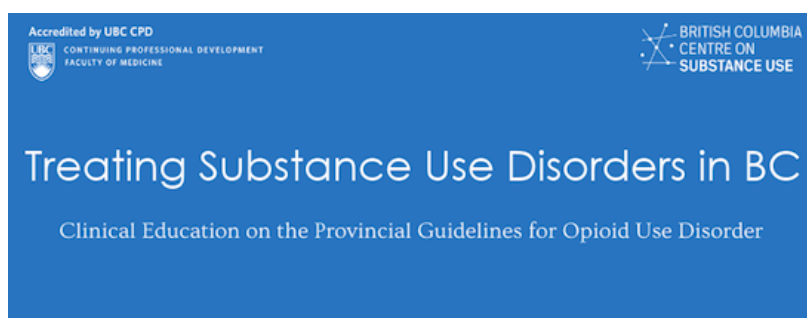 Accredited by UBC CPD
UBC
CONTINUING PROFESSIONAL DEVELOPMENT
FACULTY OF MEDICINE
BRITISH COLUMBIA
CENTRE ON
SUBSTANCE USE
Treating Substance Use Disorders in BC
Clinical Education on the Provincial Guidelines for Opioid Use Disorder